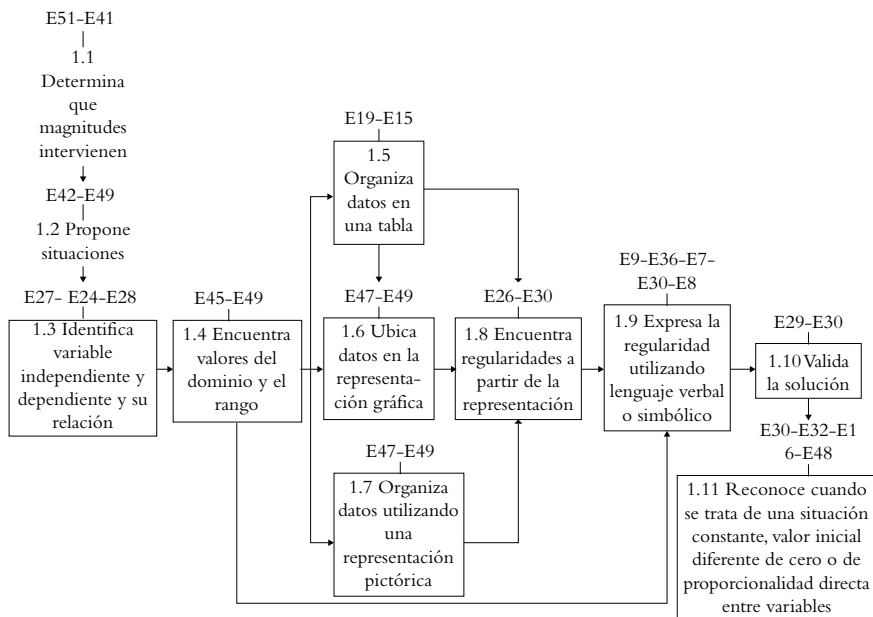 E51-E41
1.1
Determina
que
magnitudes
intervienen
E42-E49
1.2 Propone
situaciones
E27- E24-E28
1.3 Identifica
variable
independiente y
dependiente y su
relación
E45-E49
1.4 Encuentra
valores del
dominio y el
rango
E19-E15
1.5
Organiza
datos en
una tabla
E47-E49
1.6 Ubica
datos en la
representa-
ción gráfica
E47-E49
1.7 Organiza
datos utilizando
una
representación
pictórica
E26-E30
1.8 Encuentra
regularidades a
partir de la
representación
E9-E36-E7-
E30-E8
1.9 Expresa la
regularidad
utilizando
lenguaje verbal
o simbólico
E29-E30
1.10 Valida
la solución
E30-E32-E1
6-E48
1.11 Reconoce cuando
se trata de una situación
constante, valor inicial
diferente de cero o de
proporcionalidad directa
entre variables